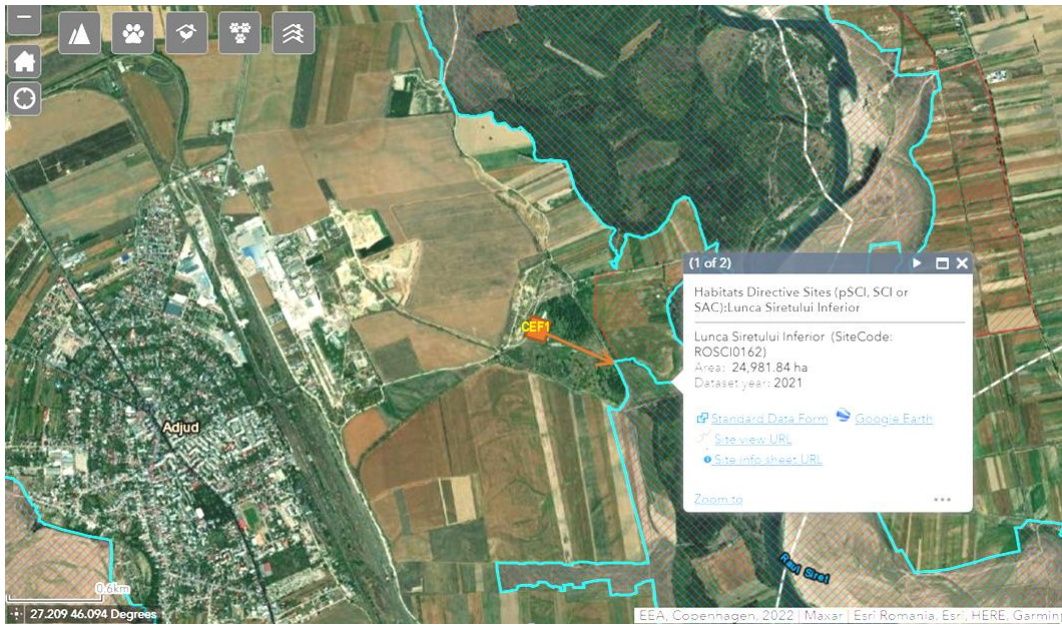 (1 of 2)
Habitats Directive Sites (pSCI, SCI or
SAC):Lunca Siretului Inferior
Lunca Siretului Inferior (SiteCode:
ROSCI0162)
Area: 24,981.84 ha
Dataset year: 2021
Standard Data Form Google Earth
Site view URL
Site info sheet URL
Zoom to
CEF1
Adjud
Raul Siret
0.6km
27.209 46.094 Degrees
EEA, Copenhagen, 2022 | Maxar | Esri Romania, Esri, HERE, Garmin